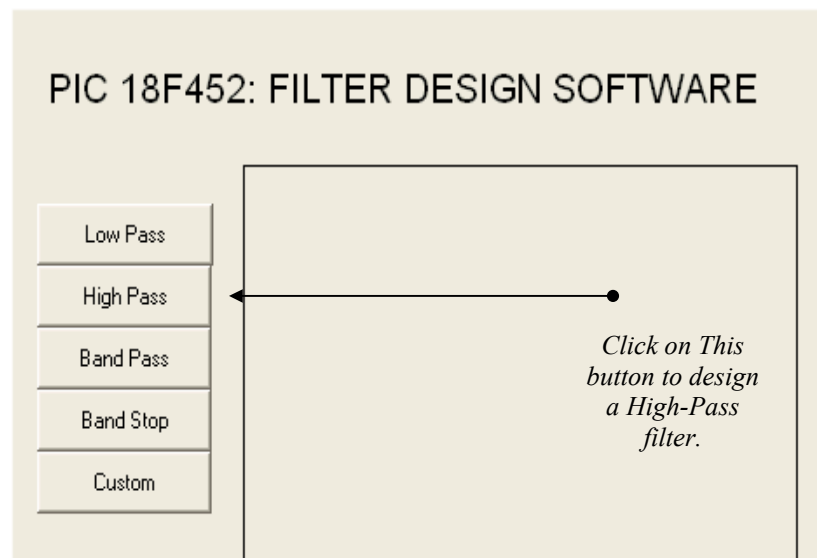 PIC 18F452: FILTER DESIGN SOFTWARE
Low Pass
High Pass
Band Pass
Band Stop
Custom
Click on This
button to design
a High-Pass
filter.